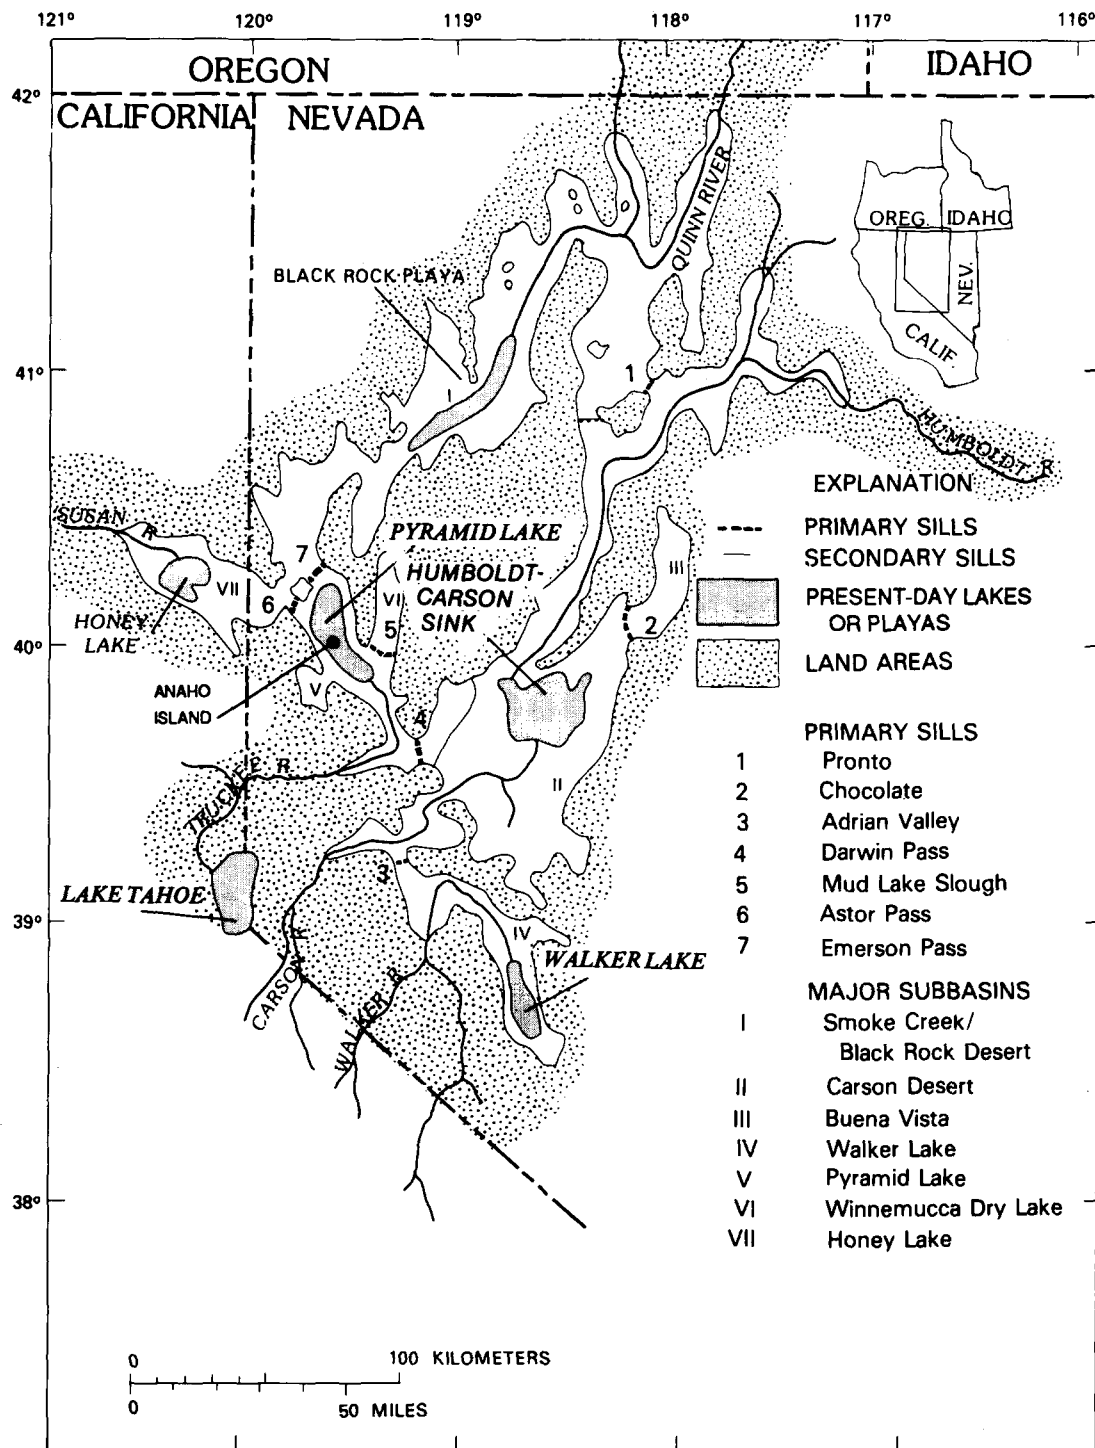 121° 120° 119° 118° 117° 116°
OREGON IDAHO
42°
CALIFORNIA NEVADA
QUINN RIVER
OREG. IDAHO
NEV.
CALIF
BLACK ROCK PLAYA
41°
I
1
HUMBOLDT R
EXPLANATION
PRIMARY SILLS
SECONDARY SILLS
PRESENT-DAY LAKES
OR PLAYAS
LAND AREAS
SUSAN R
PYRAMID LAKE
HUMBOLDT-
CARSON
SINK
7
VII
6
VI
5
III
2
HONEY
LAKE
40°
ANAHO
ISLAND
V
4
TRUCKEE R.
II
3
39°
LAKE TAHOE
IV
WALKER LAKE
CARSON R
WALKER R
38°
PRIMARY SILLS
1 Pronto
2 Chocolate
3 Adrian Valley
4 Darwin Pass
5 Mud Lake Slough
6 Astor Pass
7 Emerson Pass
MAJOR SUBBASINS
I Smoke Creek/
Black Rock Desert
II Carson Desert
III Buena Vista
IV Walker Lake
V Pyramid Lake
VI Winnemucca Dry Lake
VII Honey Lake
0 100 KILOMETERS
0 50 MILES